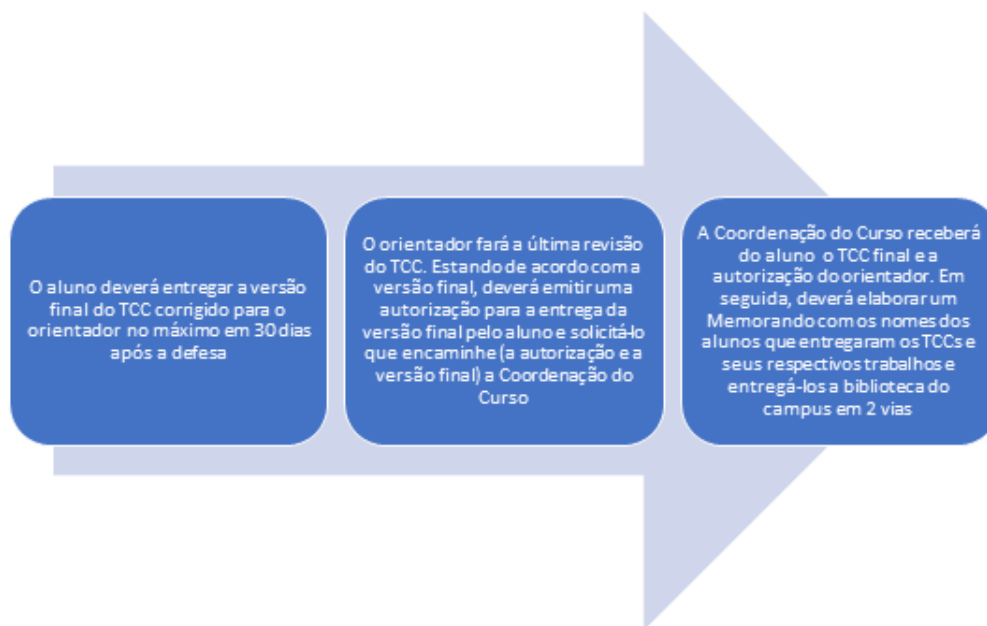 O aluno deverá entregar a versão
final do TCC corrigido para o
orientador no máximo em 30 dias
após a defesa
O orientador fará a última revisão
do TCC. Estando de acordo com a
versão final, deverá emitir uma
autorização para a entrega da
versão final pelo aluno e solicitá-lo
que encaminhe (a autorização e a
a versão final) a Coordenação do
Curso
A Coordenação do Curso receberá
do aluno o TCC final e a
autorização do orientador. Em
seguida, deverá elaborar um
Memorando com os nomes dos
alunos que entregaram os TCCs e
seus respectivos trabalhos e
entregá-los a biblioteca do
campus em 2 vias